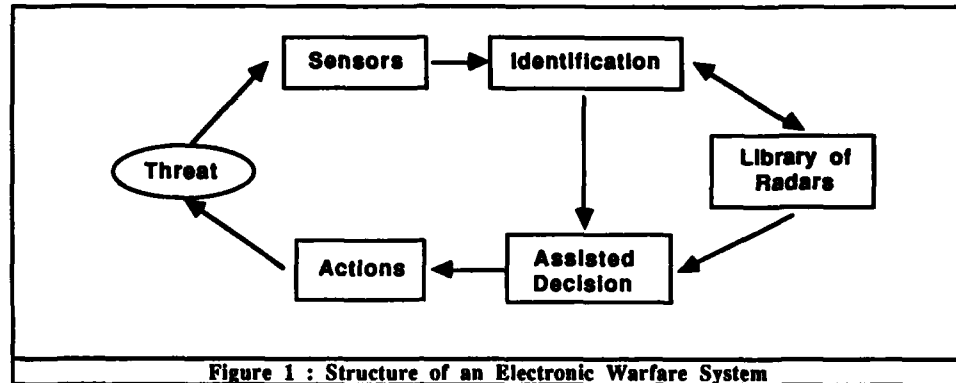 Sensors
Identification
Threat
Library of
Radars
Actions
Assisted
Decision
Figure 1 : Structure of an Electronic Warfare System